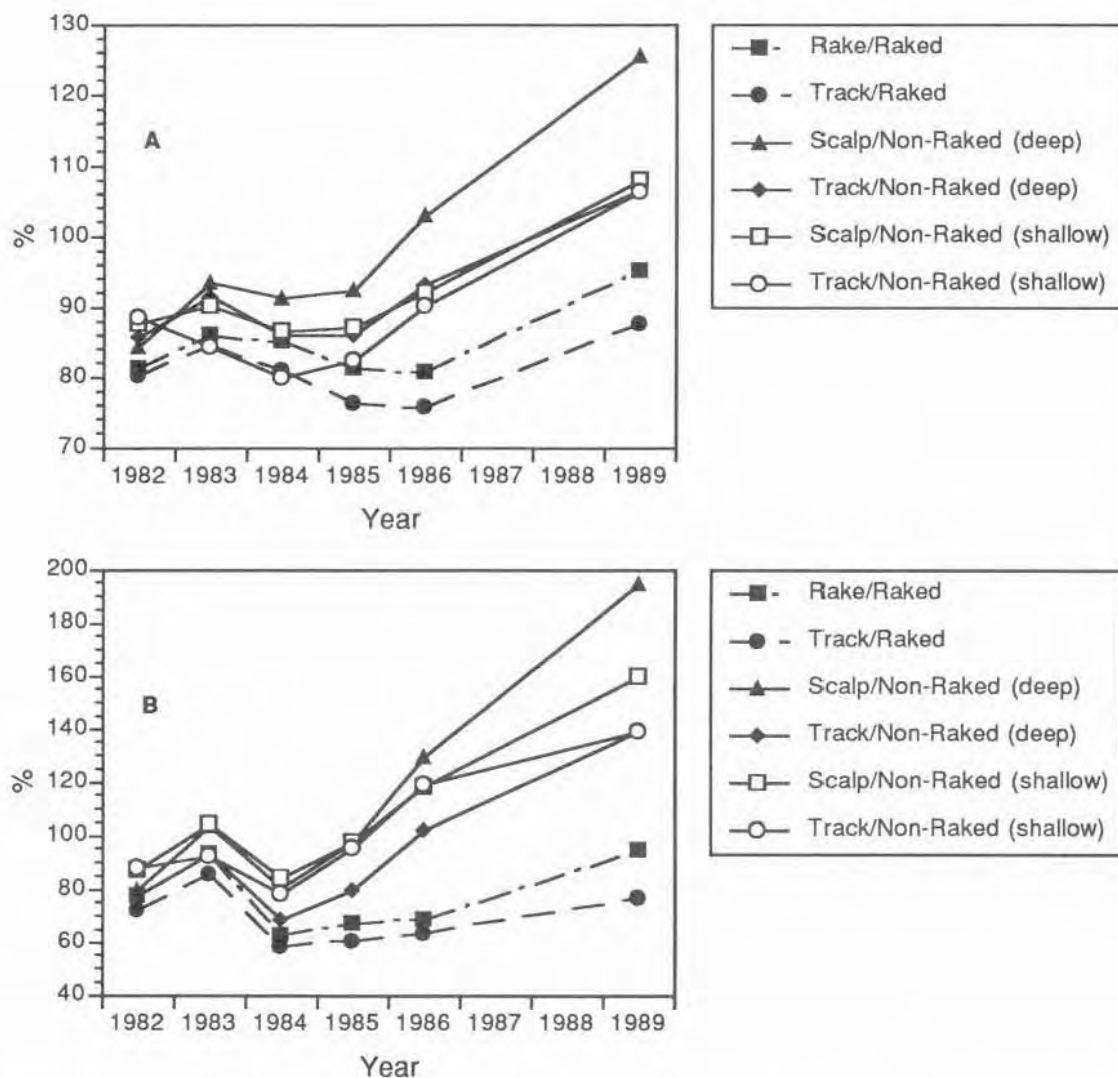 130
120
110
100
90
80
70
%
A
1982 1983 1984 1985 1986 1987 1988 1989
Year
Rake/Raked
Track/Raked
Scalp/Non-Raked (deep)
Track/Non-Raked (deep)
Scalp/Non-Raked (shallow)
Track/Non-Raked (shallow)
200
180
160
140
120
100
80
60
40
%
B
1982 1983 1984 1985 1986 1987 1988 1989
Year
Rake/Raked
Track/Raked
Scalp/Non-Raked (deep)
Track/Non-Raked (deep)
Scalp/Non-Raked (shallow)
Track/Non-Raked (shallow)